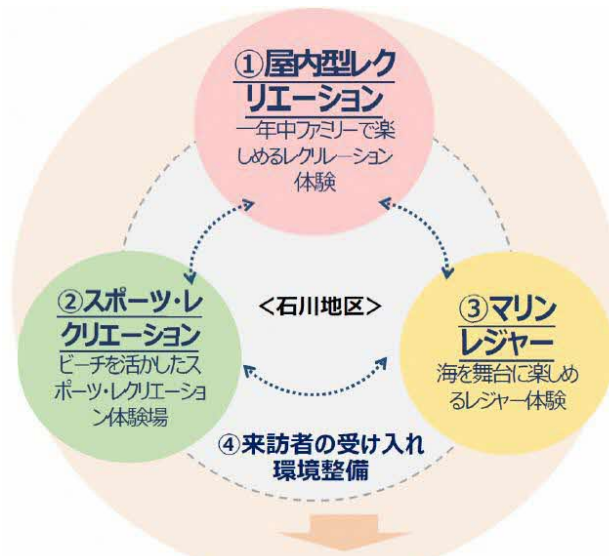 ①屋内型レク
リエーション
一年中ファミリーで楽
しめるレクリレーション
体験
②スポーツ・レ
クリエーション
ビーチを活かしたス
ポーツ・レクリエーショ
ン体験場
＜石川地区＞
③マリン
レジャー
海を舞台に楽しめ
るレジャー体験
④来訪者の受け入れ
環境整備